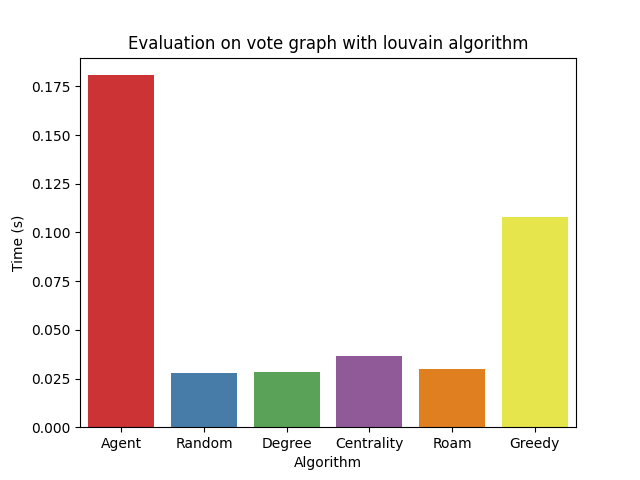 Evaluation on vote graph with louvain algorithm
0.175
0.150
0.125
0.100
0.075
0.050
0.025
0.000
Time (s)
Agent Random Degree Centrality Roam Greedy
Algorithm